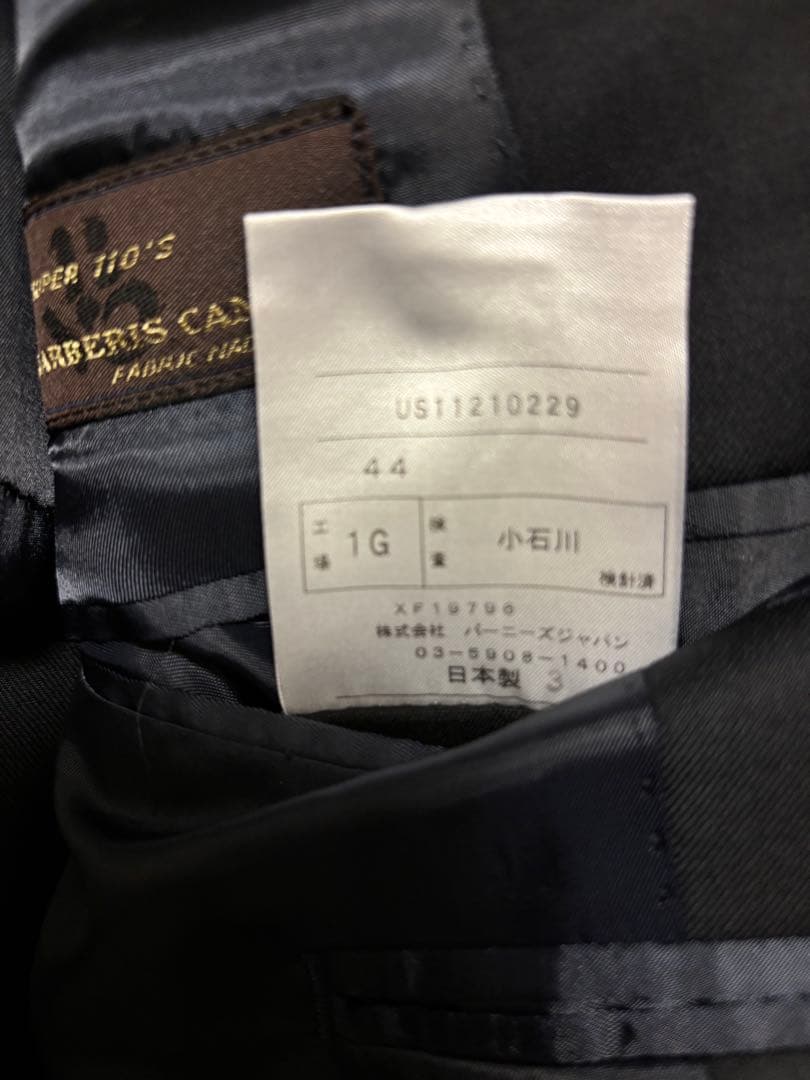 UPER 110'S
ARBERIS CAN
FABRIC MAD
US11210229
44
工場 1G 検査 小石川
検針済
XF19796
株式会社 バーニーズジャパン
03-5908-1400
日本製 3